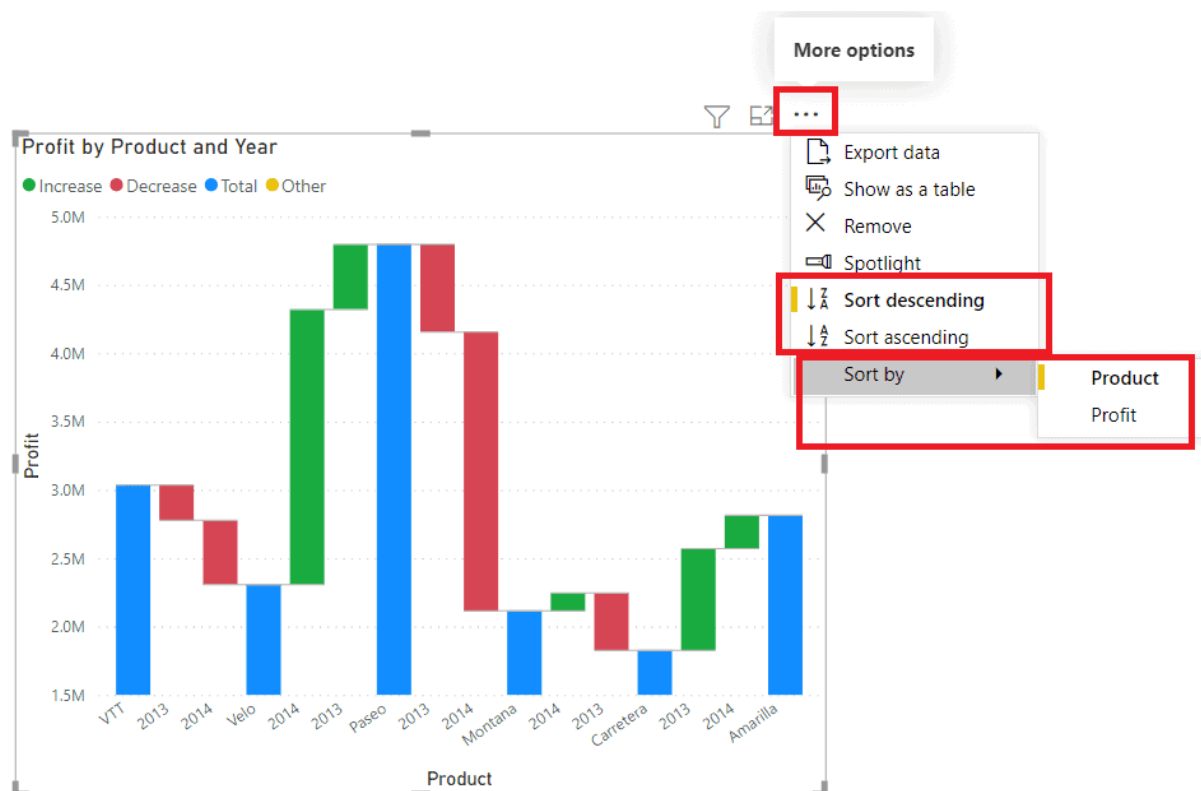 More options
Profit by Product and Year
Increase Decrease Total Other
Export data
Show as a table
Remove
Spotlight
Sort descending
Sort ascending
Sort by
Product
Profit
5.0M
4.5M
4.0M
3.5M
3.0M
2.5M
2.0M
1.5M
Profit
VTT 2013 2014 Velo 2014 2013 Paseo 2013 2014 Montana 2014 2013 Carretera 2013 2014 Amarilla
Product